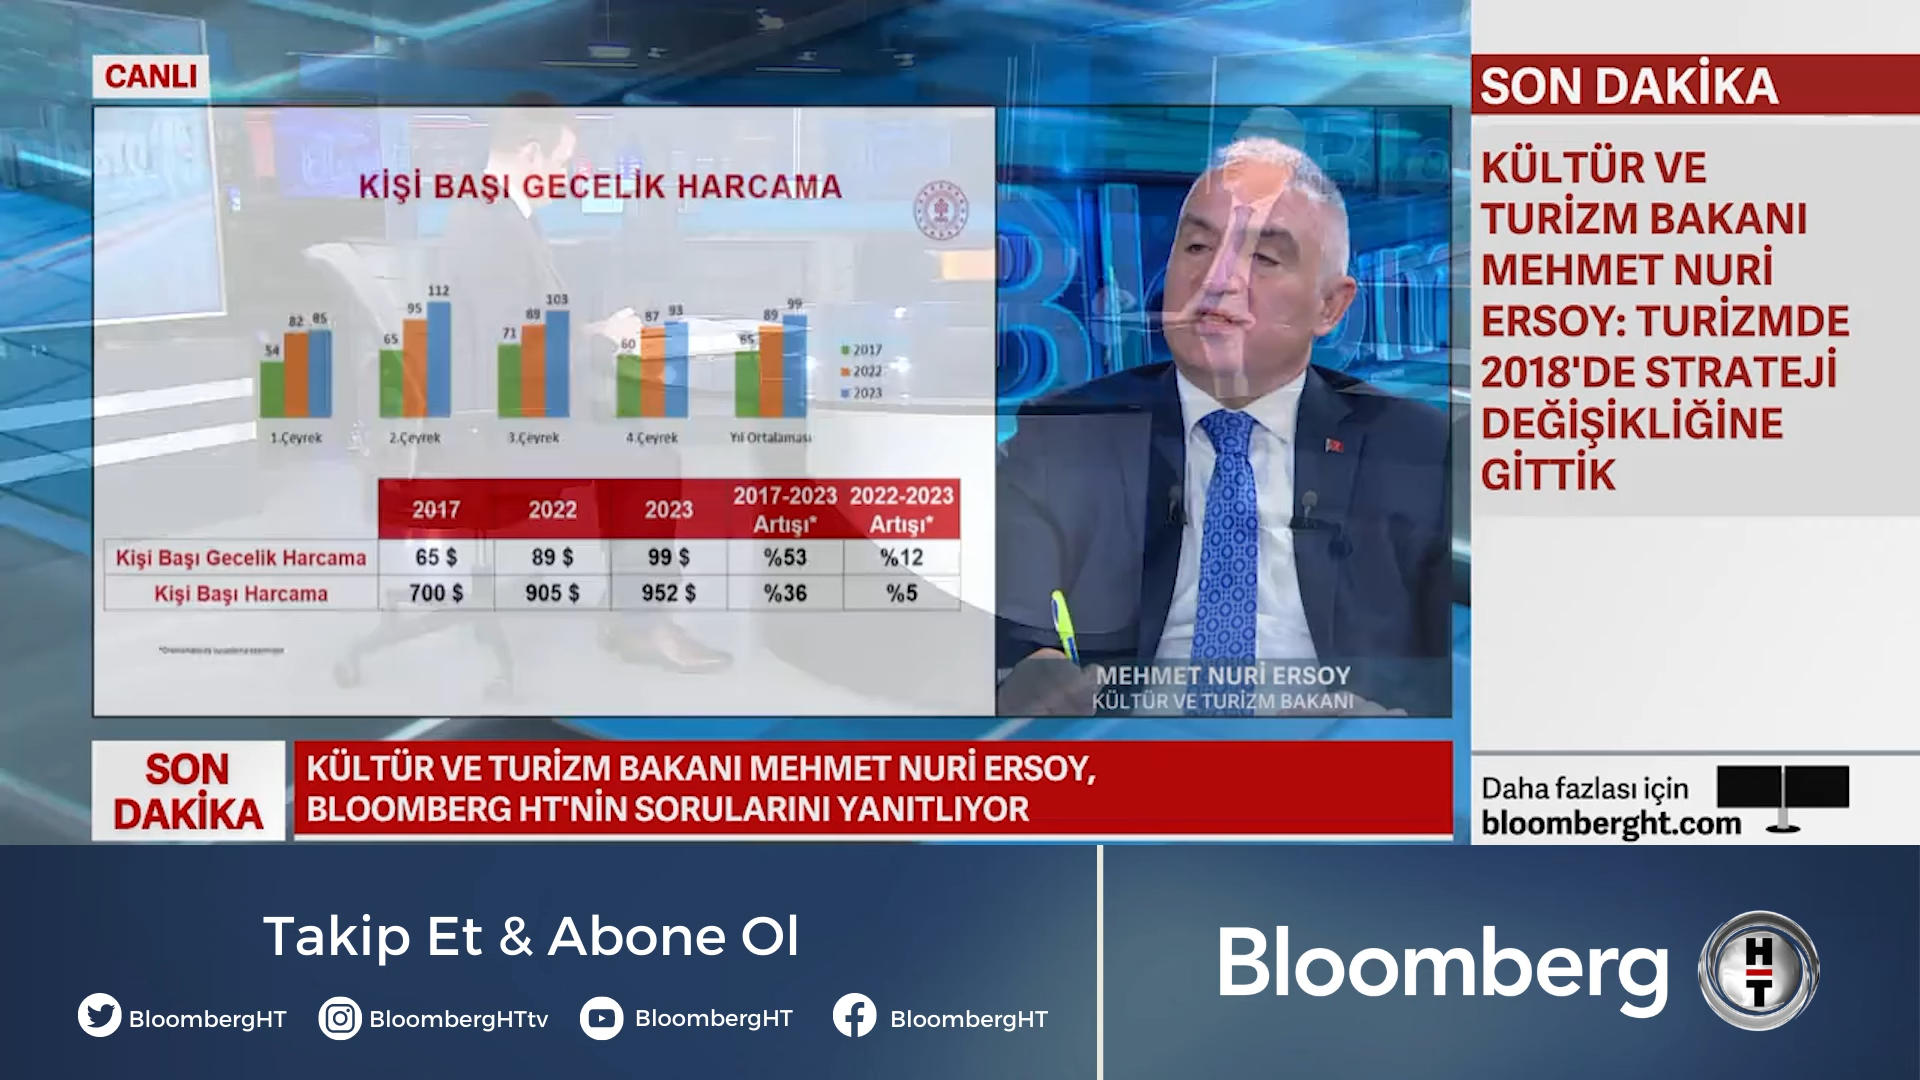 CANLI
KİŞİ BAŞI GECELİK HARCAMA
54 82 85
65 95 112
71 89 103
60 87 93
65 89 99
2017
2022
2023
1.Çeyrek 2.Çeyrek 3.Çeyrek 4.Çeyrek Yıl Ortalaması
2017 2022 2023 2017-2023 Artışı* 2022-2023 Artışı*
Kişi Başı Gecelik Harcama 65 $ 89 $ 99 $ %53 %12
Kişi Başı Harcama 700 $ 905 $ 952 $ %36 %5
MEHMET NURİ ERSOY
KÜLTÜR VE TURİZM BAKANI
SON DAKİKA
KÜLTÜR VE
TURİZM BAKANI
MEHMET NURİ
ERSOY: TURİZMDE
2018'DE STRATEJİ
DEĞİŞİKLİĞİNE
GİTTİK
SON
DAKİKA
KÜLTÜR VE TURİZM BAKANI MEHMET NURİ ERSOY,
BLOOMBERG HT'NİN SORULARINI YANITLIYOR
Daha fazlası için
bloomberght.com
Takip Et & Abone Ol
BloombergHT BloombergHTtv BloombergHT BloombergHT
Bloomberg HT